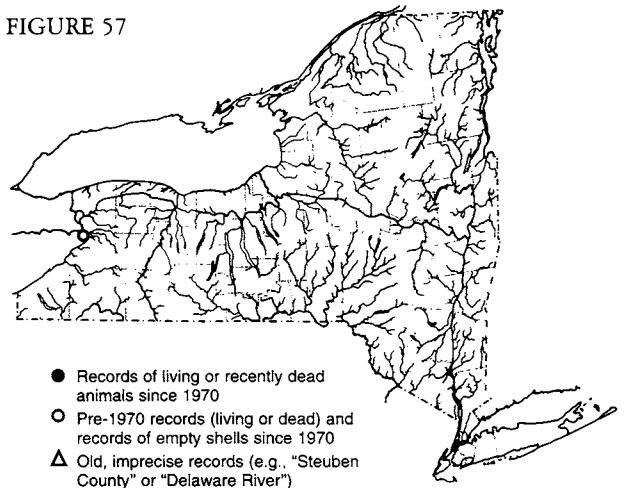 FIGURE 57
● Records of living or recently dead
animals since 1970
○ Pre-1970 records (living or dead) and
records of empty shells since 1970
△ Old, imprecise records (e.g., "Steuben
County" or "Delaware River")